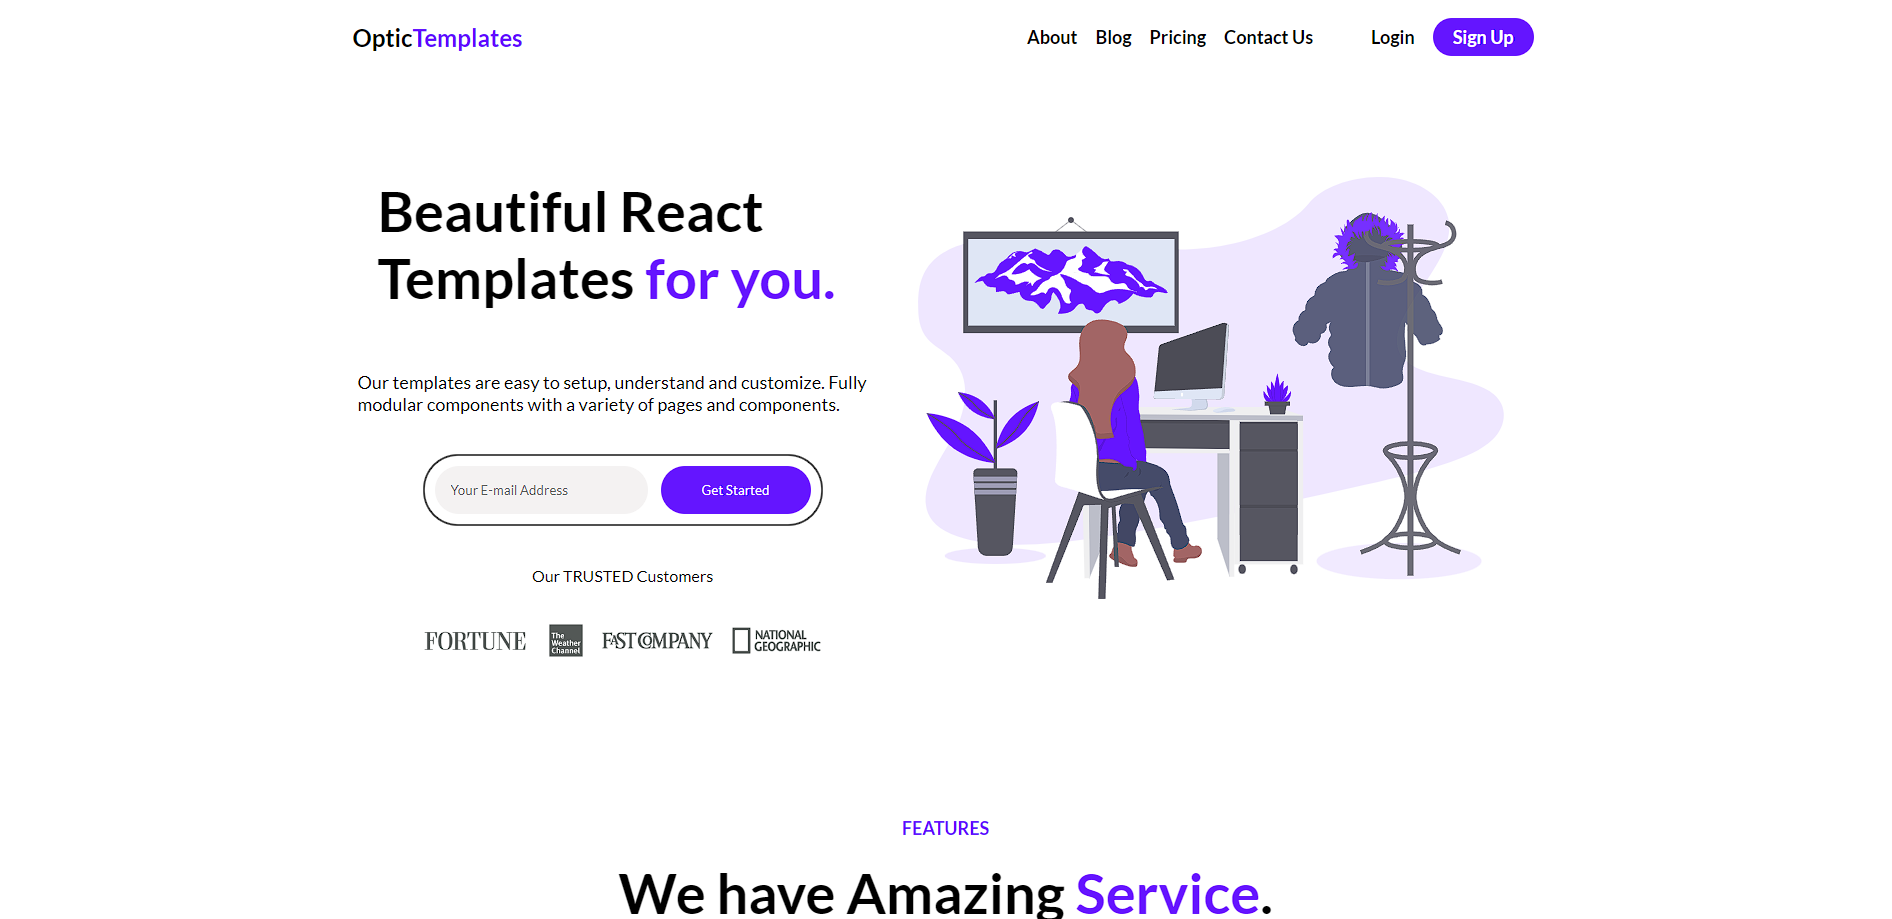 OpticTemplates
About Blog Pricing Contact Us Login Sign Up
Beautiful React
Templates for you.
Our templates are easy to setup, understand and customize. Fully
modular components with a variety of pages and components.
Your E-mail Address
Get Started
Our TRUSTED Customers
FORTUNE
The
Weather
Channel
FAST COMPANY
NATIONAL
GEOGRAPHIC
FEATURES
We have Amazing Service.